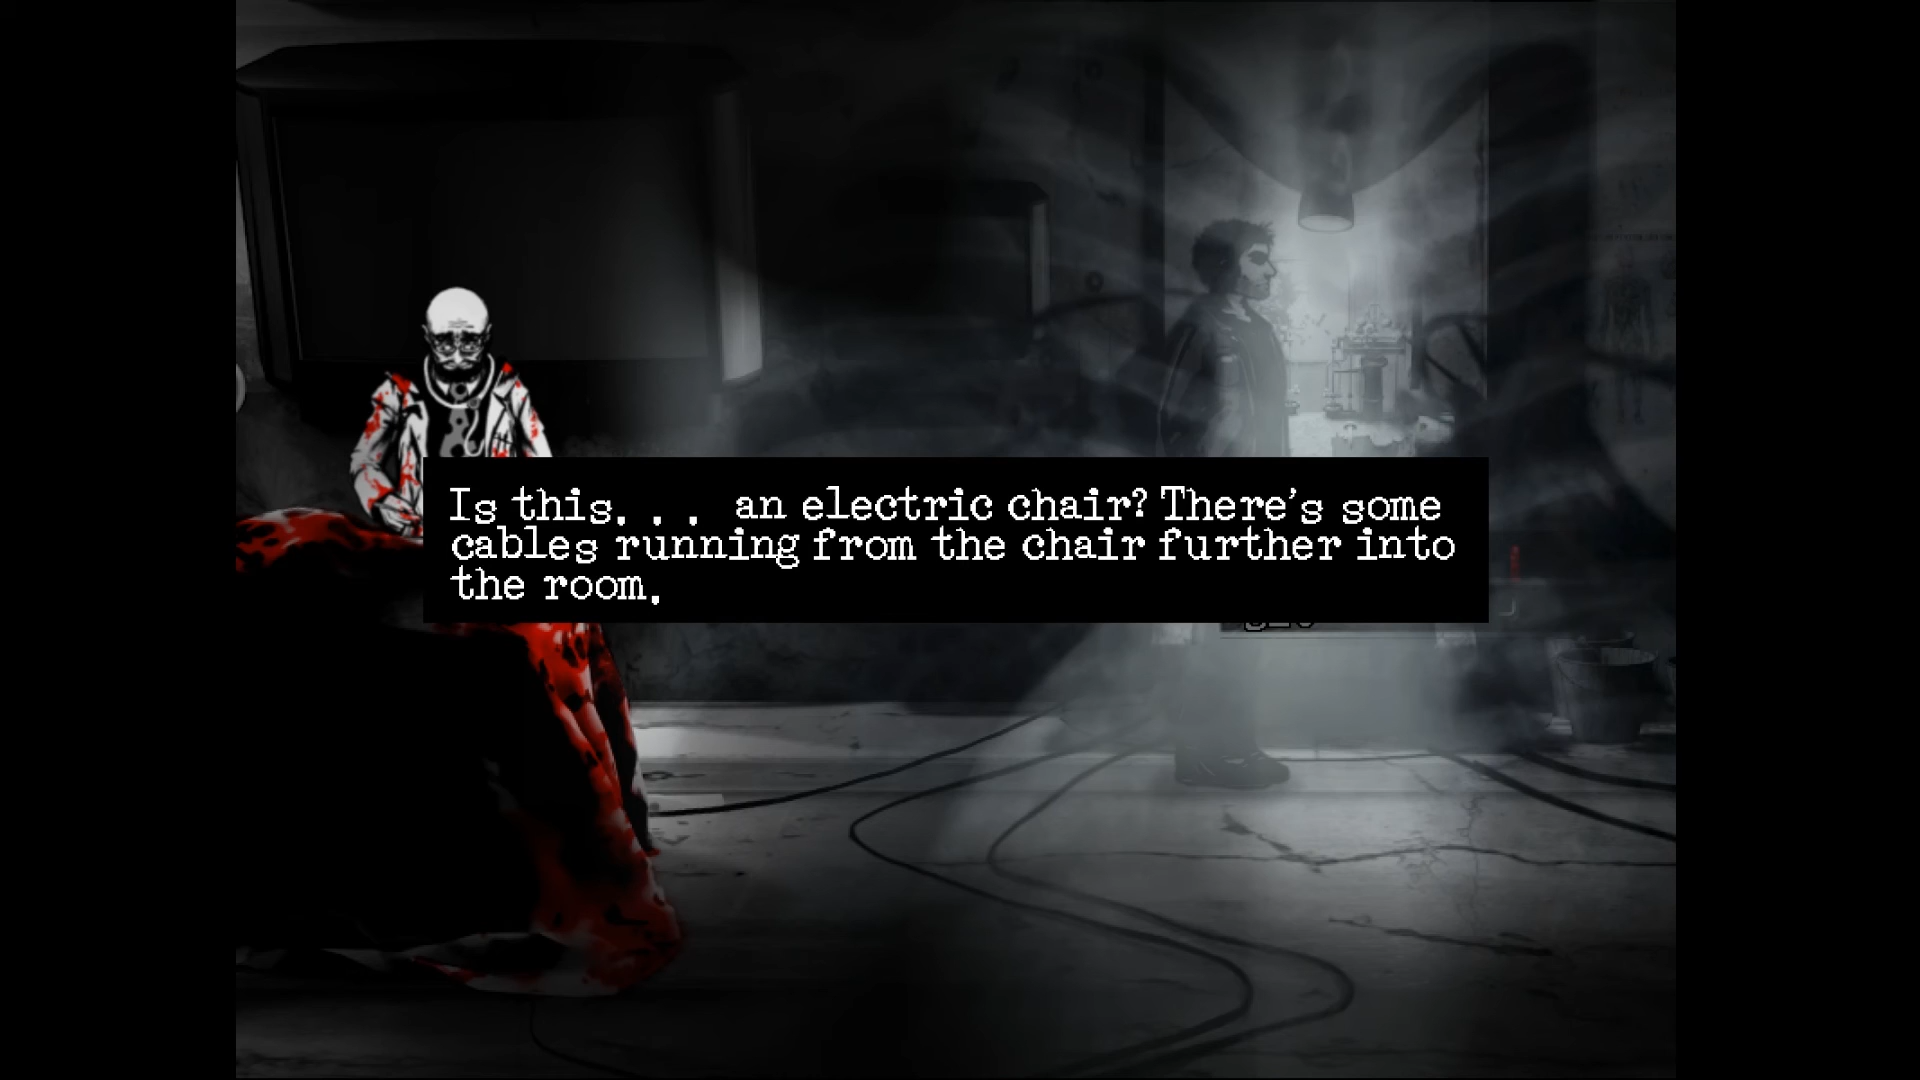 Is this. . . an electric chair? There's some
cables running from the chair further into
the room.